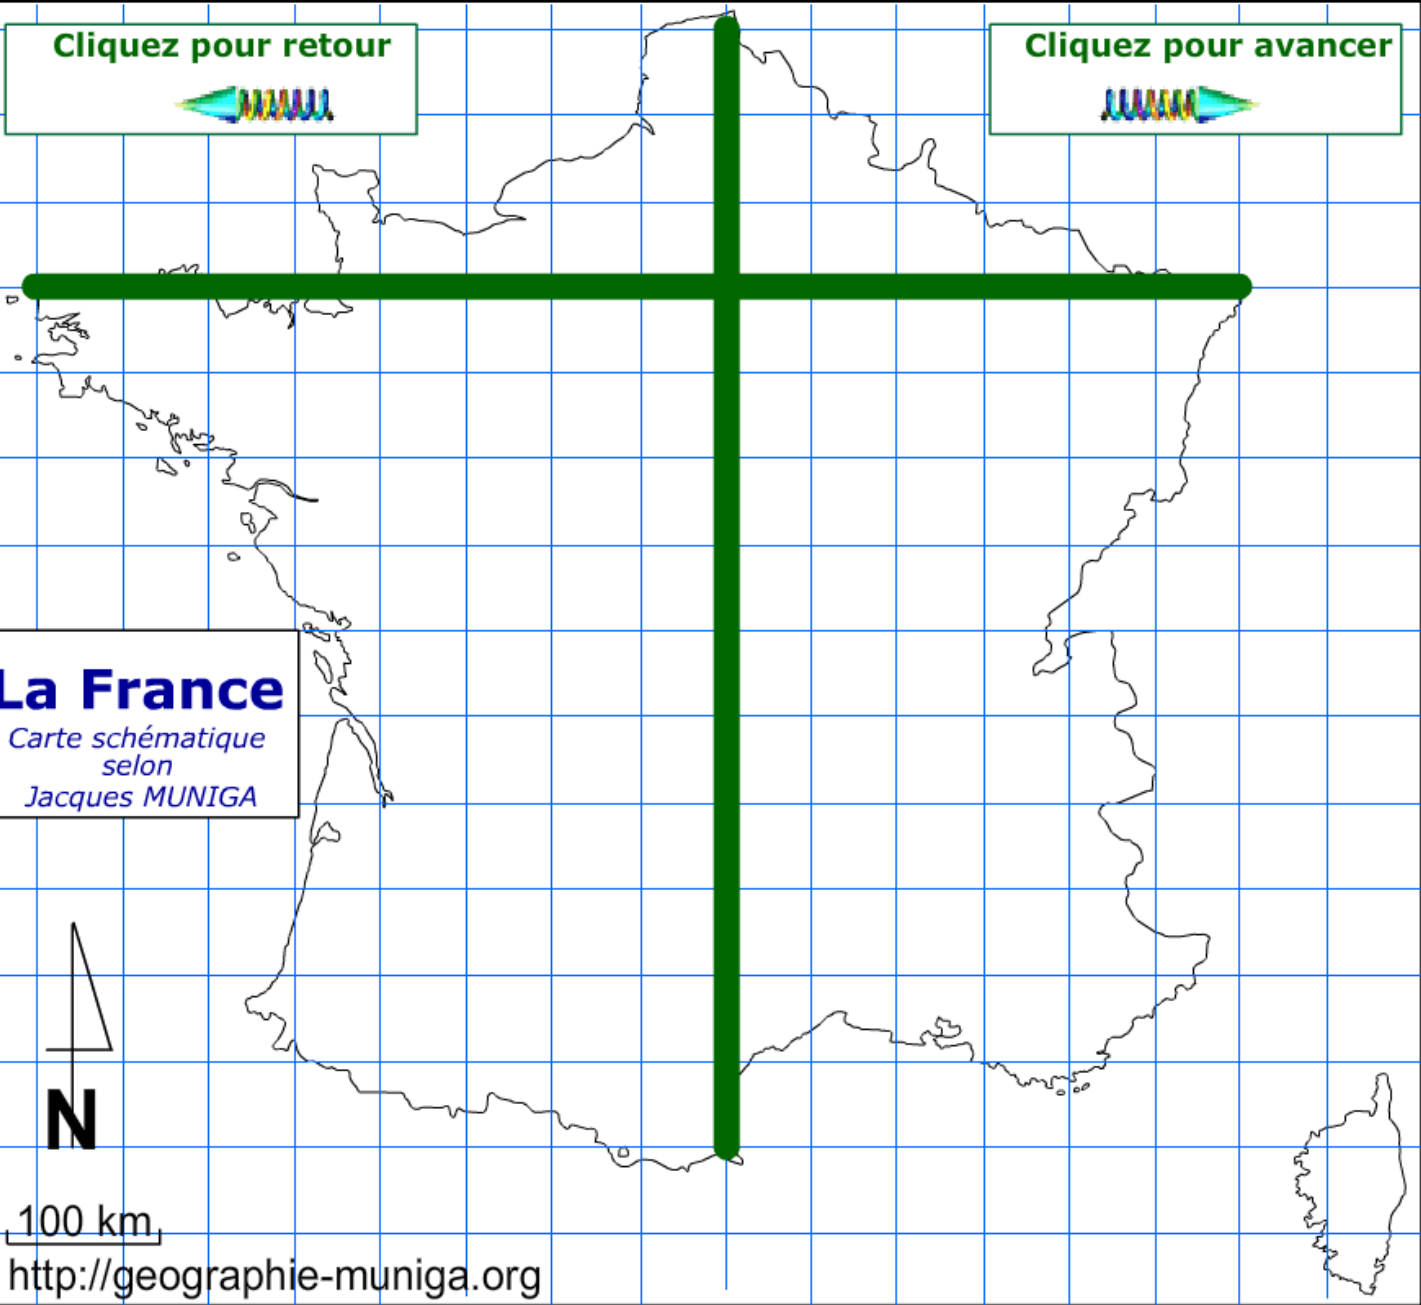 Cliquez pour retour
Cliquez pour avancer
La France
Carte schématique
selon
Jacques MUNIGA
N
100 km
http://geographie-muniga.org